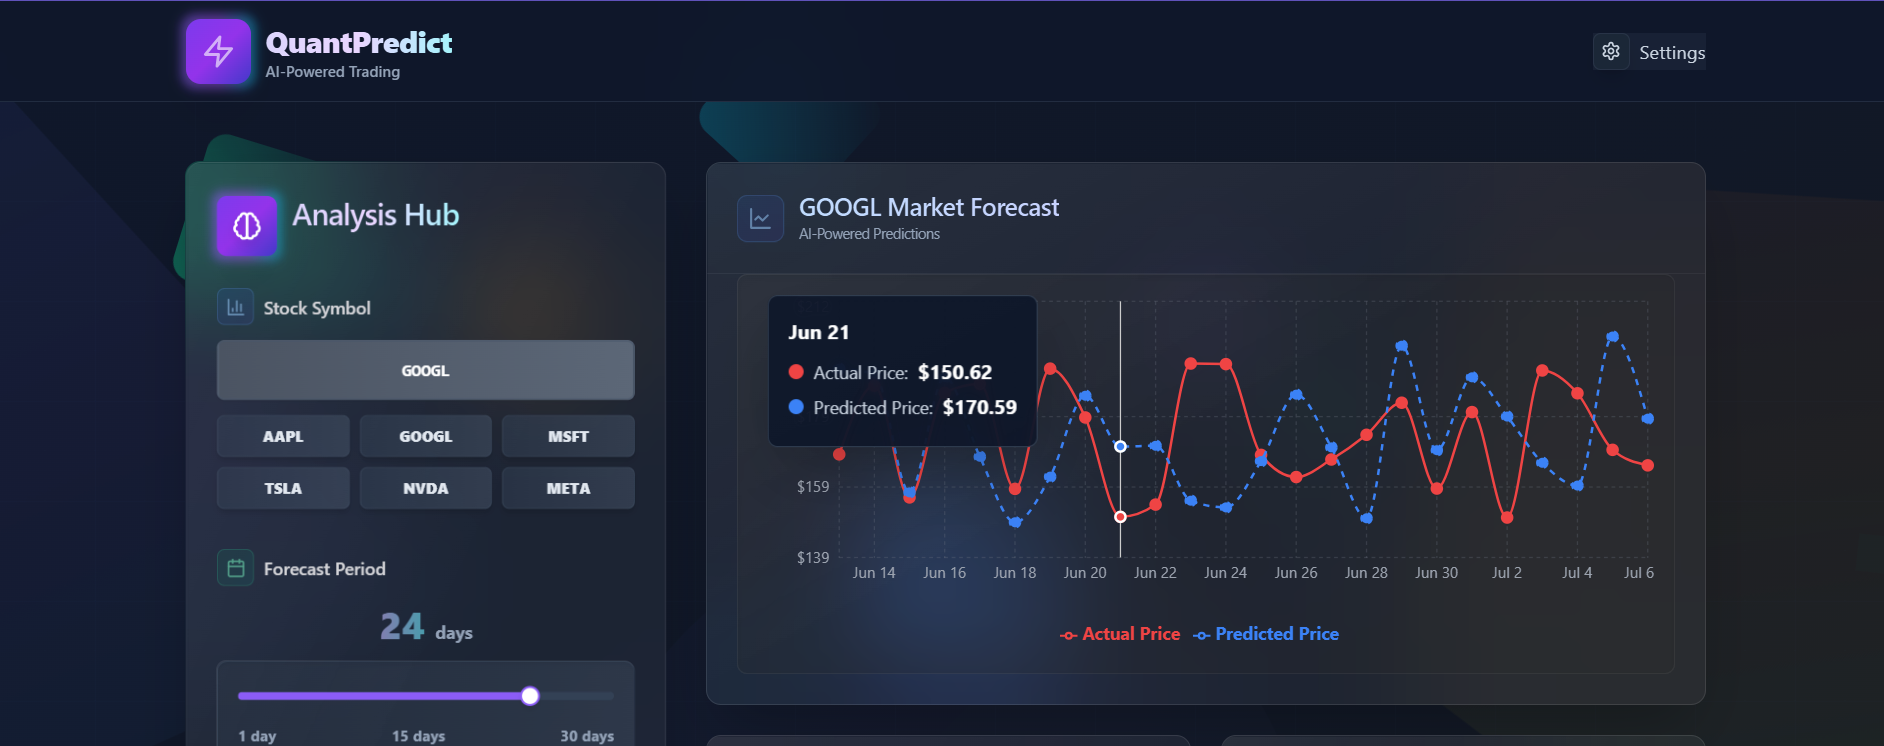 QuantPredict
AI-Powered Trading
Settings
Analysis Hub
Stock Symbol
GOOGL
AAPL
GOOGL
MSFT
TSLA
NVDA
META
Forecast Period
24 days
1 day
15 days
30 days
GOOGL Market Forecast
AI-Powered Predictions
Jun 21
Actual Price: $150.62
Predicted Price: $170.59
$159
$139
Jun 14
Jun 16
Jun 18
Jun 20
Jun 22
Jun 24
Jun 26
Jun 28
Jun 30
Jul 2
Jul 4
Jul 6
Actual Price
Predicted Price